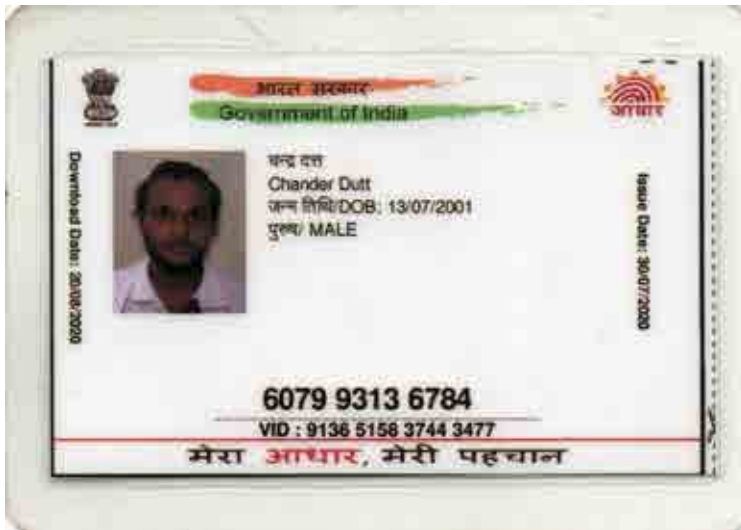 भारत सरकार
Government of India
आधार
Download Date: 20/08/2020
चन्द्र दत्त
Chander Dutt
जन्म तिथि/DOB: 13/07/2001
पुरुष/ MALE
Issue Date: 30/07/2020
6079 9313 6784
VID : 9136 5158 3744 3477
मेरा आधार, मेरी पहचान